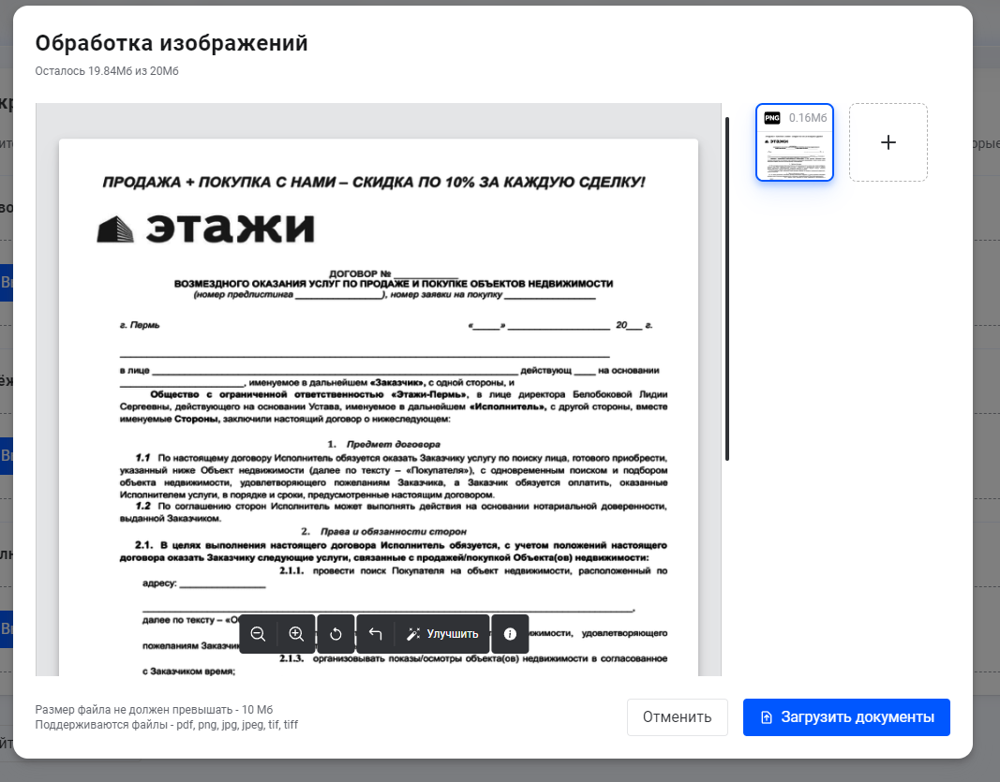 Обработка изображений
Осталось 19.84Мб из 20Мб
PNG 0.16Мб
ПРОДАЖА + ПОКУПКА С НАМИ – СКИДКА ПО 10% ЗА КАЖДУЮ СДЕЛКУ!
этажи
ДОГОВОР № ____________
ВОЗМЕЗДНОГО ОКАЗАНИЯ УСЛУГ ПО ПРОДАЖЕ И ПОКУПКЕ ОБЪЕКТОВ НЕДВИЖИМОСТИ
(номер предлистинга _________________), номер заявки на покупку _________________
г. Пермь «_____» ____________________ 20___ г.
в лице ______________________ действующ ____ на основании
______________________, именуемое в дальнейшем «Заказчик», с одной стороны, и
Общество с ограниченной ответственностью «Этажи-Пермь», в лице директора Белобоковой Лидии
Сергеевны, действующего на основании Устава, именуемое в дальнейшем «Исполнитель», с другой стороны, вместе
именуемые Стороны, заключили настоящий договор о нижеследующем:
1. Предмет договора
1.1 По настоящему договору Исполнитель обязуется оказать Заказчику услугу по поиску лица, готового приобрести,
указанный ниже Объект недвижимости (далее по тексту – «Покупателя»), с одновременным поиском и подбором
объекта недвижимости, удовлетворяющего пожеланиям Заказчика, а Заказчик обязуется оплатить, оказанные
Исполнителем услуги, в порядке и сроки, предусмотренные настоящим договором.
1.2 По соглашению сторон Исполнитель может выполнять действия на основании нотариальной доверенности,
выданной Заказчиком.
2. Права и обязанности сторон
2.1. В целях выполнения настоящего договора Исполнитель обязуется, с учетом положений настоящего
договора оказать Заказчику следующие услуги, связанные с продажей/покупкой Объекта(ов) недвижимости:
2.1.1. провести поиск Покупателя на объект недвижимости, расположенный по
адресу: _________________
далее по тексту –
удовлетворяющего
пожеланиям
2.1.3. организовывать показы/осмотры объекта(ов) недвижимости в согласованное
с Заказчиком время;
Улучшить
Размер файла не должен превышать - 10 Мб
Поддерживаются файлы - pdf, png, jpg, jpeg, tif, tiff
Отменить
Загрузить документы